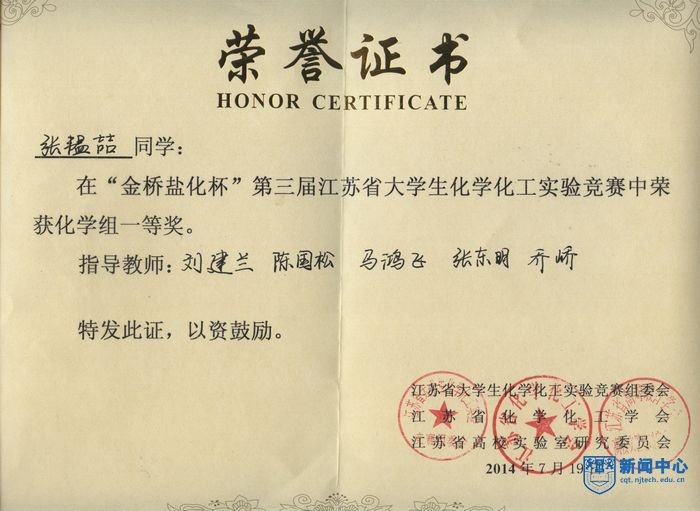 荣誉证书
HONOR CERTIFICATE
张韫喆 同学:
在“金桥盐化杯”第三届江苏省大学生化学化工实验竞赛中荣
获化学组一等奖。
指导教师: 刘建兰 陈国松 马鸿飞 张东明 乔峤
特发此证，以资鼓励。
江苏省大学生化学化工实验竞赛组委会
江苏省化学化工学会
江苏省高校实验室研究委员会
2014年7月19日
新闻中心
cqt.njtech.edu.cn